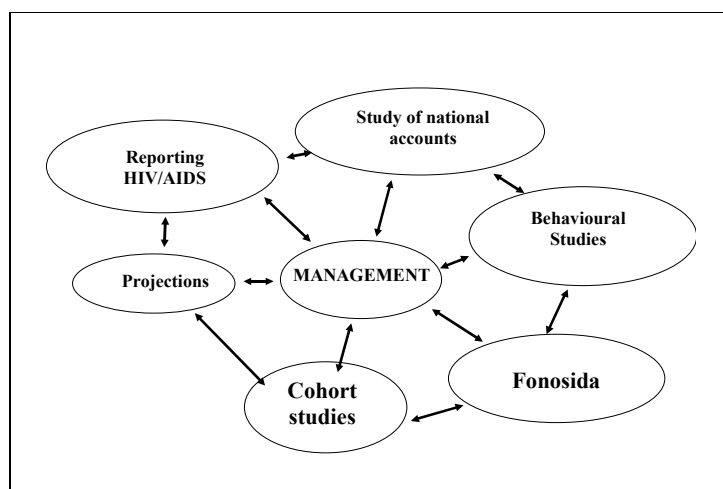 Study of national
accounts
Reporting
HIV/AIDS
Behavioural
Studies
Projections
MANAGEMENT
Fonosida
Cohort
studies